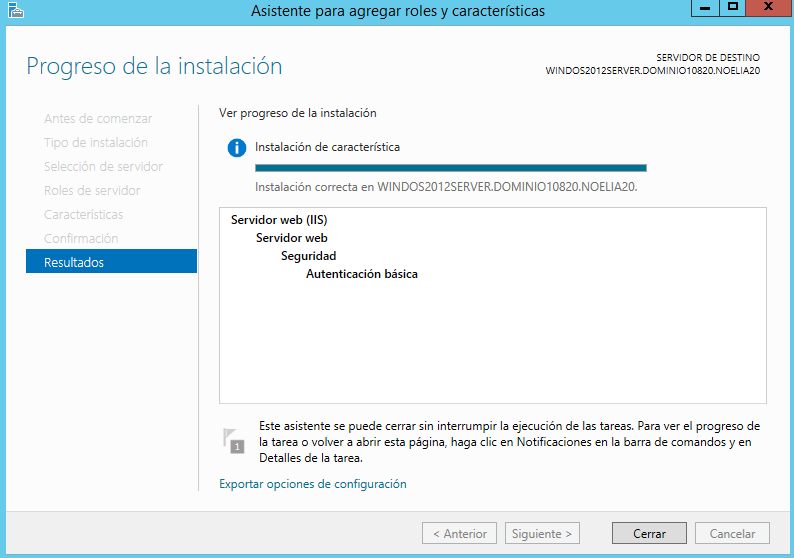 Asistente para agregar roles y características
Progreso de la instalación
SERVIDOR DE DESTINO
WINDOS2012SERVER.DOMINIO10820.NOELIA20
Antes de comenzar
Tipo de instalación
Selección de servidor
Roles de servidor
Características
Confirmación
Resultados
Ver progreso de la instalación
Instalación de característica
Instalación correcta en WINDOS2012SERVER.DOMINIO10820.NOELIA20.
Servidor web (IIS)
Servidor web
Seguridad
Autenticación básica
1
Este asistente se puede cerrar sin interrumpir la ejecución de las tareas. Para ver el progreso de
la tarea o volver a abrir esta página, haga clic en Notificaciones en la barra de comandos y en
Detalles de la tarea.
Exportar opciones de configuración
< Anterior
Siguiente >
Cerrar
Cancelar